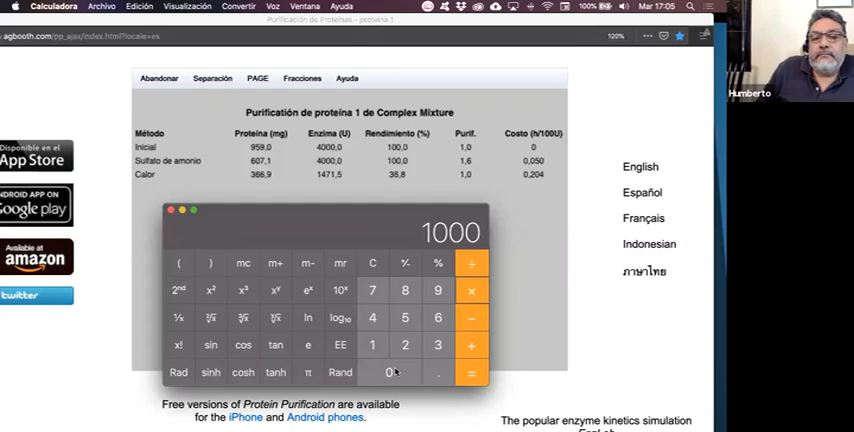 Calculadora Archivo Edición Visualización Convertir Voz Ventana Ayuda 100% Mar 17:05
Purificación de Proteínas - proteína 1
w.agbooth.com/pp_ajax/index.html?locale=es 120%
Abandonar Separación PAGE Fracciones Ayuda
Purificatión de proteína 1 de Complex Mixture
Método Proteína (mg) Enzima (U) Rendimiento (%) Purif. Costo (h/100U)
Inicial 959,0 4000,0 100,0 1,0 0
Sulfato de amonio 607,1 4000,0 100,0 1,6 0,050
Calor 366,9 1471,5 36,8 1,0 0,204
Humberto
Disponible en el
App Store
ANDROID APP ON
Google play
Available at
amazon
twitter
English
Español
Français
Indonesian
ภาษาไทย
1000
( ) mc m+ m- mr C +/- % ÷
2nd x² x³ xʸ eˣ 10ˣ 7 8 9 ×
1/x ²√x ³√x ʸ√x ln log₁₀ 4 5 6 −
x! sin cos tan e EE 1 2 3 +
Rad sinh cosh tanh π Rand 0 . =
Free versions of Protein Purification are available
for the iPhone and Android phones.
The popular enzyme kinetics simulation